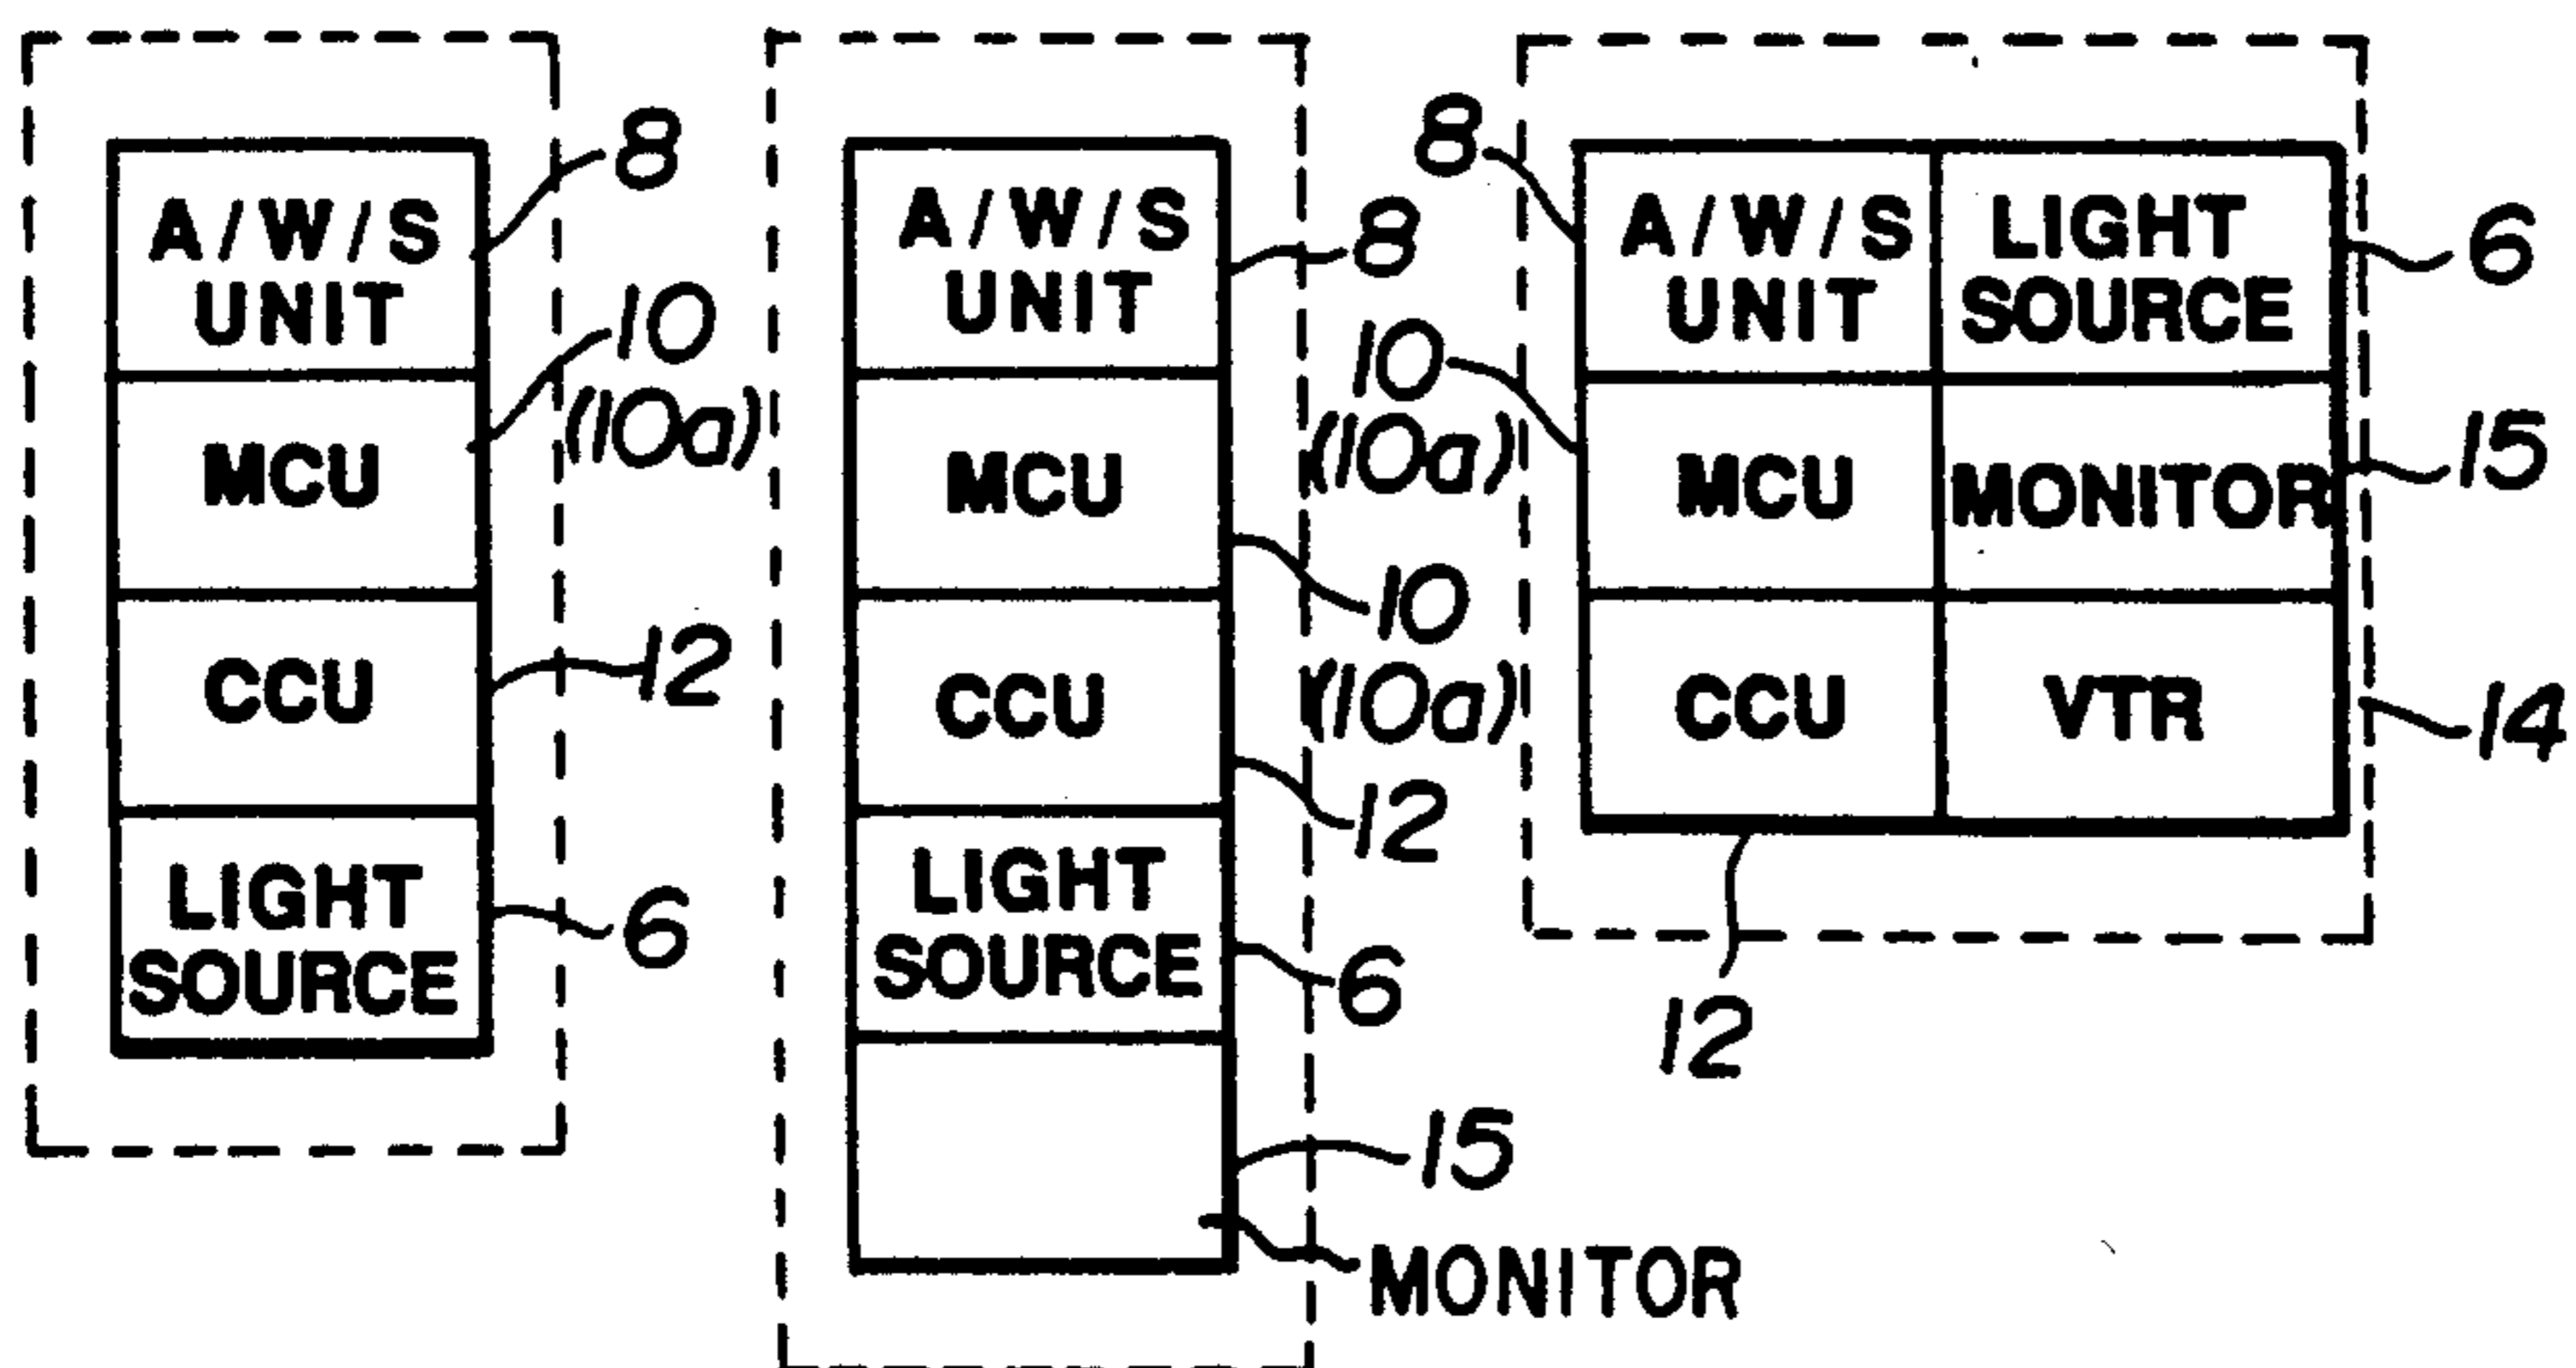 A/W/S
UNIT
8
MCU
10
(10a)
CCU
12
LIGHT
SOURCE
6
A/W/S
UNIT
8
MCU
10
(10a)
CCU
12
LIGHT
SOURCE
6
15
MONITOR
8
A/W/S
UNIT
LIGHT
SOURCE
6
10
(10a)
MCU
MONITOR
15
CCU
VTR
14
12